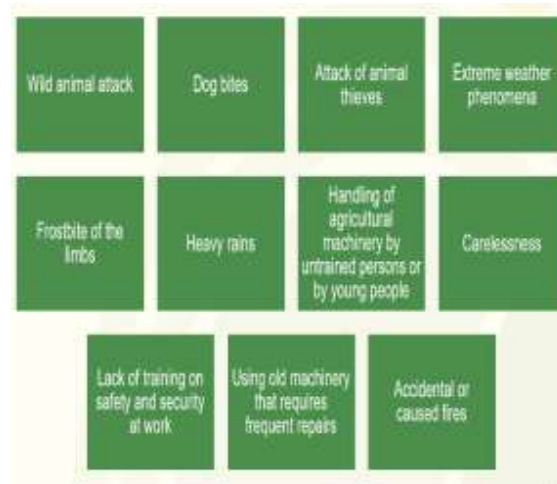 Wild animal attack
Dog bites
Attack of animal
thieves
Extreme weather
phenomena
Frostbite of the
limbs
Heavy rains
Handling of
agricultural
machinery by
untrained persons or
by young people
Carelessness
Lack of training on
safety and security
at work
Using old machinery
that requires
frequent repairs
Accidental or
caused fires